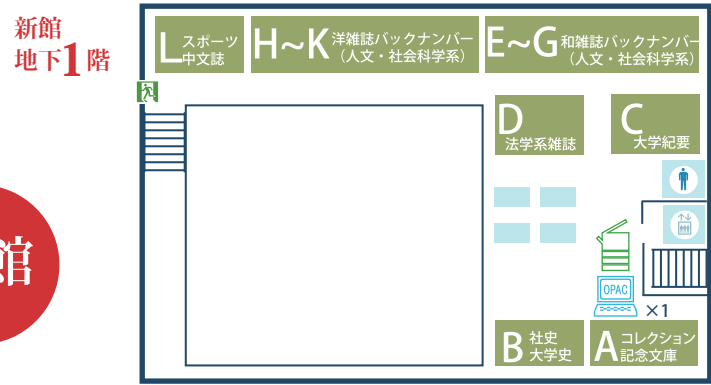 新館
地下1階
L スポーツ
中文誌
H～K 洋雑誌バックナンバー
（人文・社会科学系）
E～G 和雑誌バックナンバー
（人文・社会科学系）
D
法学系雑誌
C
大学紀要
館
OPAC
×1
B 社史
大学史
A コレクション
記念文庫